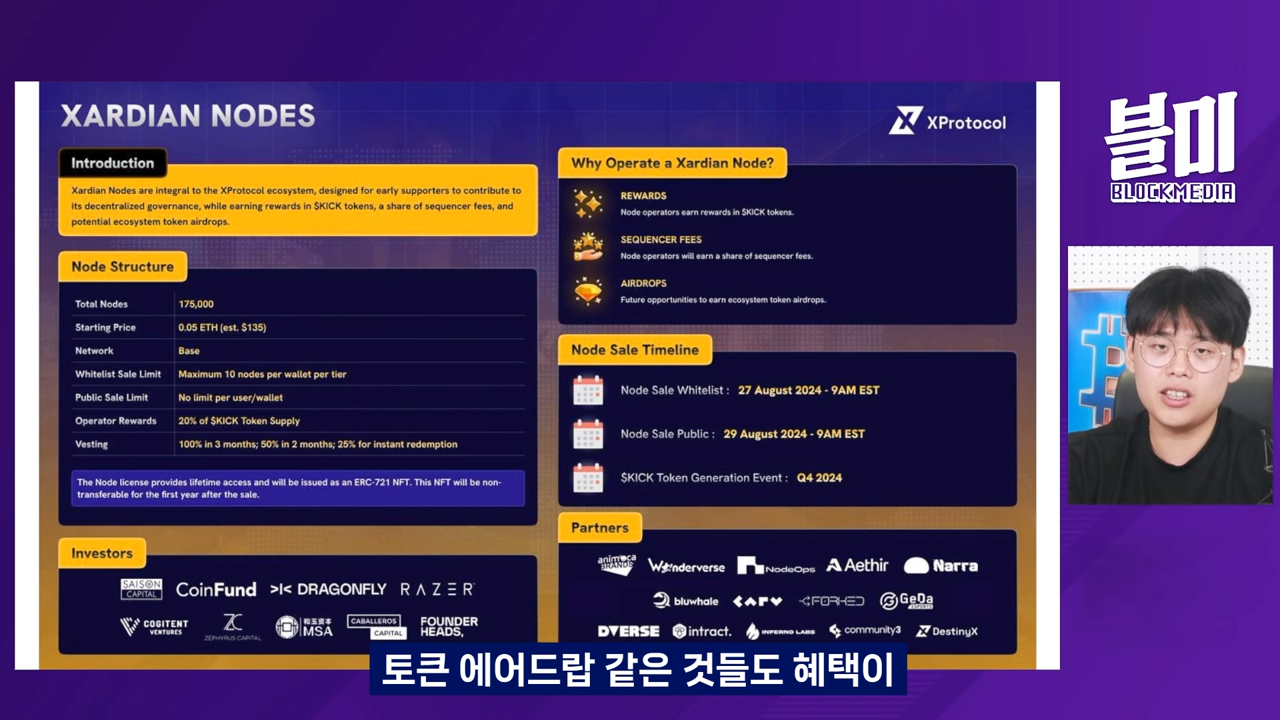 XARDIAN NODES
XProtocol
Introduction
Xardian Nodes are integral to the XProtocol ecosystem, designed for early supporters to contribute to
its decentralized governance, while earning rewards in $KICK tokens, a share of sequencer fees, and
potential ecosystem token airdrops.
Node Structure
Total Nodes 175,000
Starting Price 0.05 ETH (est. $135)
Network Base
Whitelist Sale Limit Maximum 10 nodes per wallet per tier
Public Sale Limit No limit per user/wallet
Operator Rewards 20% of $KICK Token Supply
Vesting 100% in 3 months; 50% in 2 months; 25% for instant redemption
The Node license provides lifetime access and will be issued as an ERC-721 NFT. This NFT will be non-
transferable for the first year after the sale.
Investors
SAISON CAPITAL CoinFund DRAGONFLY RAZER
COGITENT VENTURES ZEPHYRUS CAPITAL 和玉资本 MSA CABALLEROS CAPITAL FOUNDER HEADS,
Why Operate a Xardian Node?
REWARDS
Node operators earn rewards in $KICK tokens.
SEQUENCER FEES
Node operators will earn a share of sequencer fees.
AIRDROPS
Future opportunities to earn ecosystem token airdrops.
Node Sale Timeline
Node Sale Whitelist : 27 August 2024 - 9AM EST
Node Sale Public : 29 August 2024 - 9AM EST
$KICK Token Generation Event : Q4 2024
Partners
animoca BRANDS Wonderverse NodeOps Aethir Narra
bluwhale CARV FORKED GeDa ESPORTS
DVERSE intract. INFERNO LABS community3 DestinyX
블미
BLOCKMEDIA
토큰 에어드랍 같은 것들도 혜택이